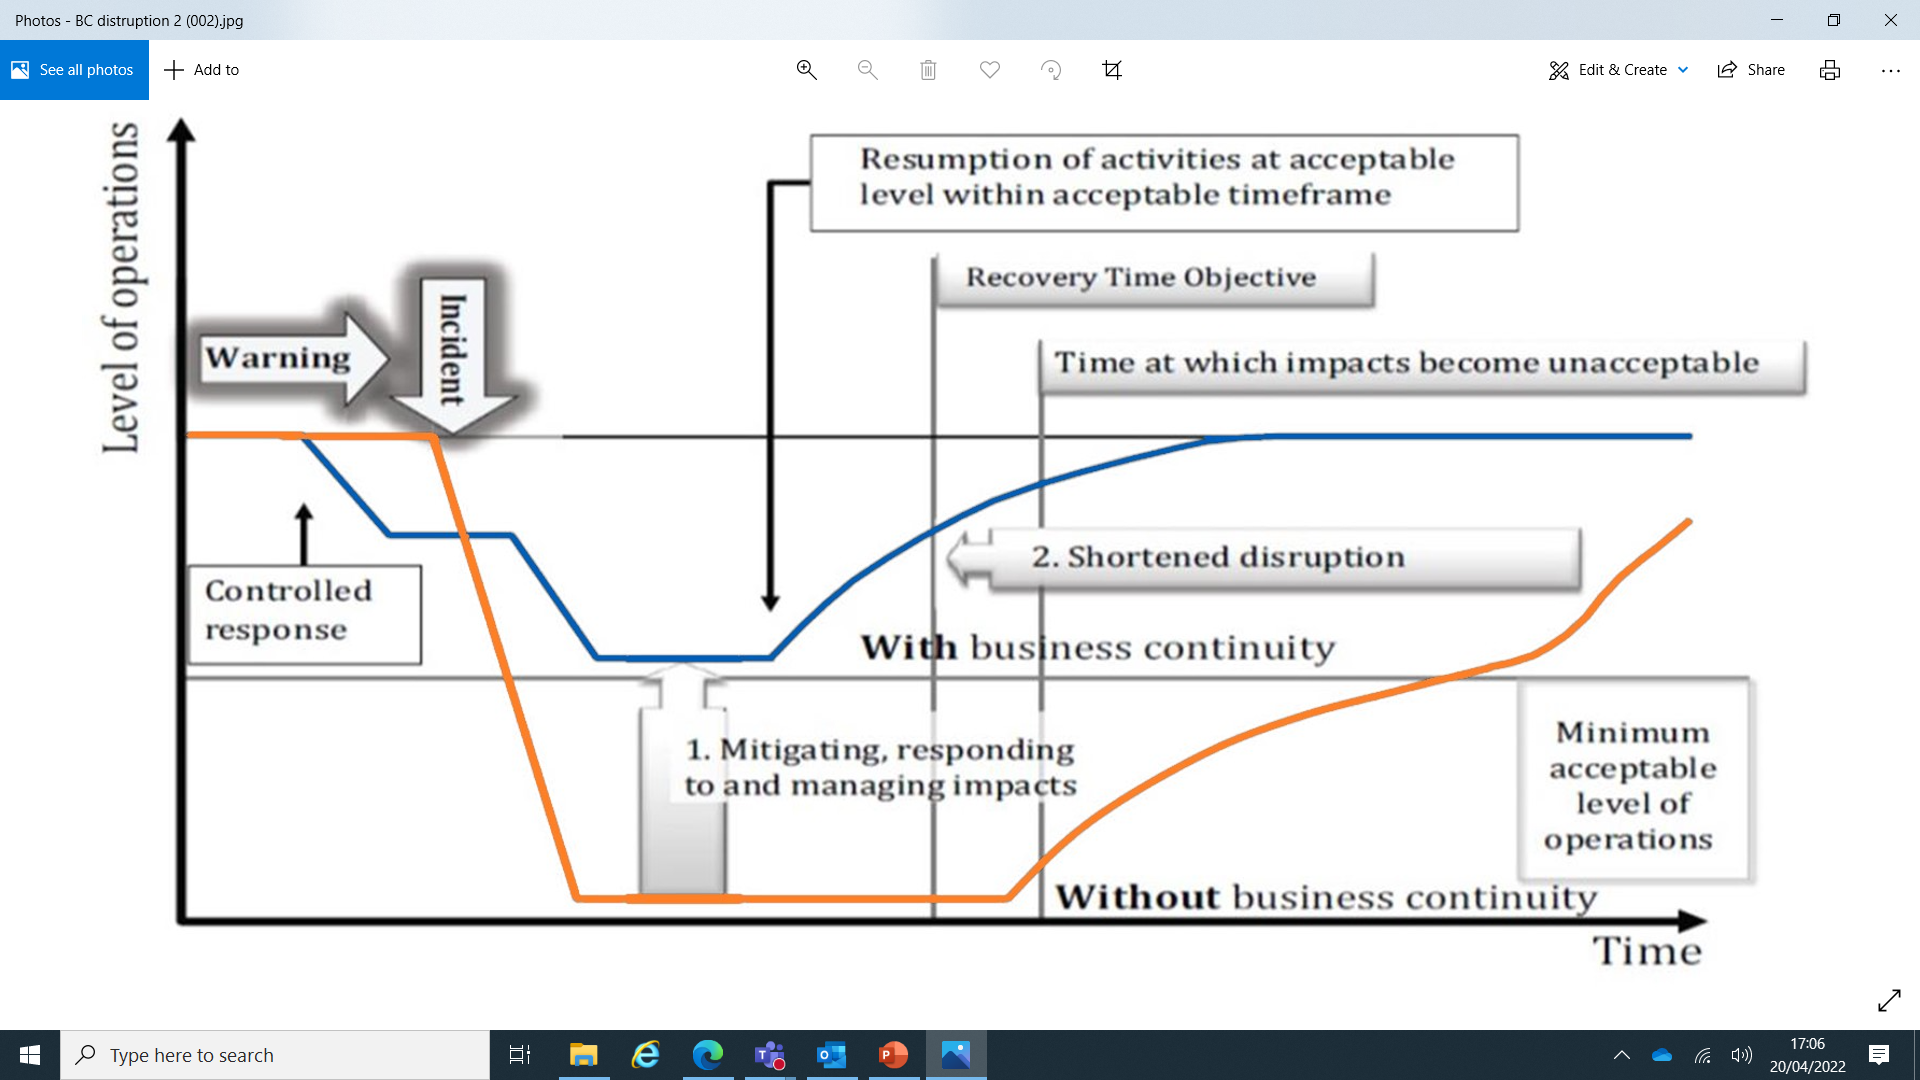 Photos - BC distruption 2 (002).jpg
See all photos
Add to
Edit & Create
Share
Level of operations
Resumption of activities at acceptable
level within acceptable timeframe
Recovery Time Objective
Incident
Warning
Time at which impacts become unacceptable
2. Shortened disruption
Controlled
response
With business continuity
1. Mitigating, responding
to and managing impacts
Minimum
acceptable
level of
operations
Without business continuity
Time
Type here to search
17:06
20/04/2022